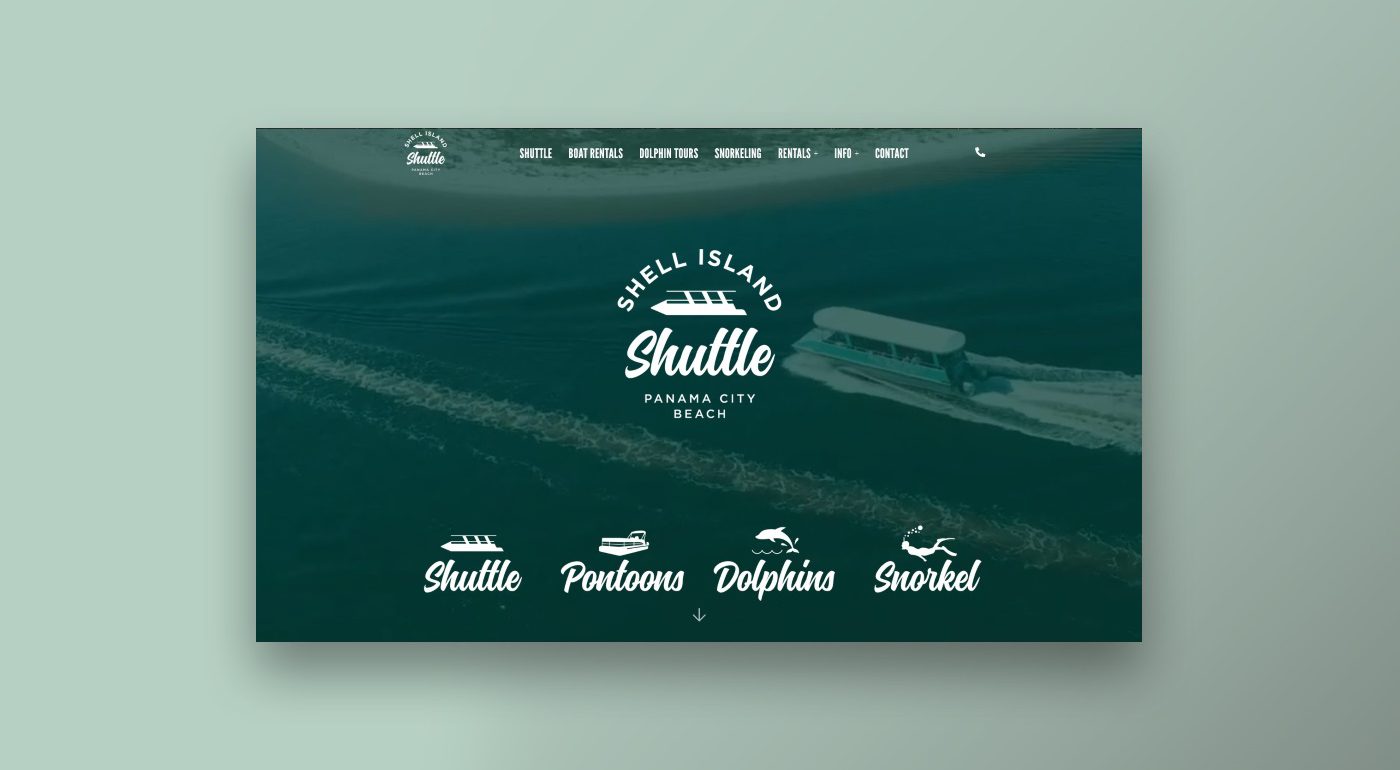 SHELL ISLAND
Shuttle
PANAMA CITY
BEACH
SHUTTLE BOAT RENTALS DOLPHIN TOURS SNORKELING RENTALS + INFO + CONTACT
SHELL ISLAND
Shuttle
PANAMA CITY
BEACH
Shuttle Pontoons Dolphins Snorkel